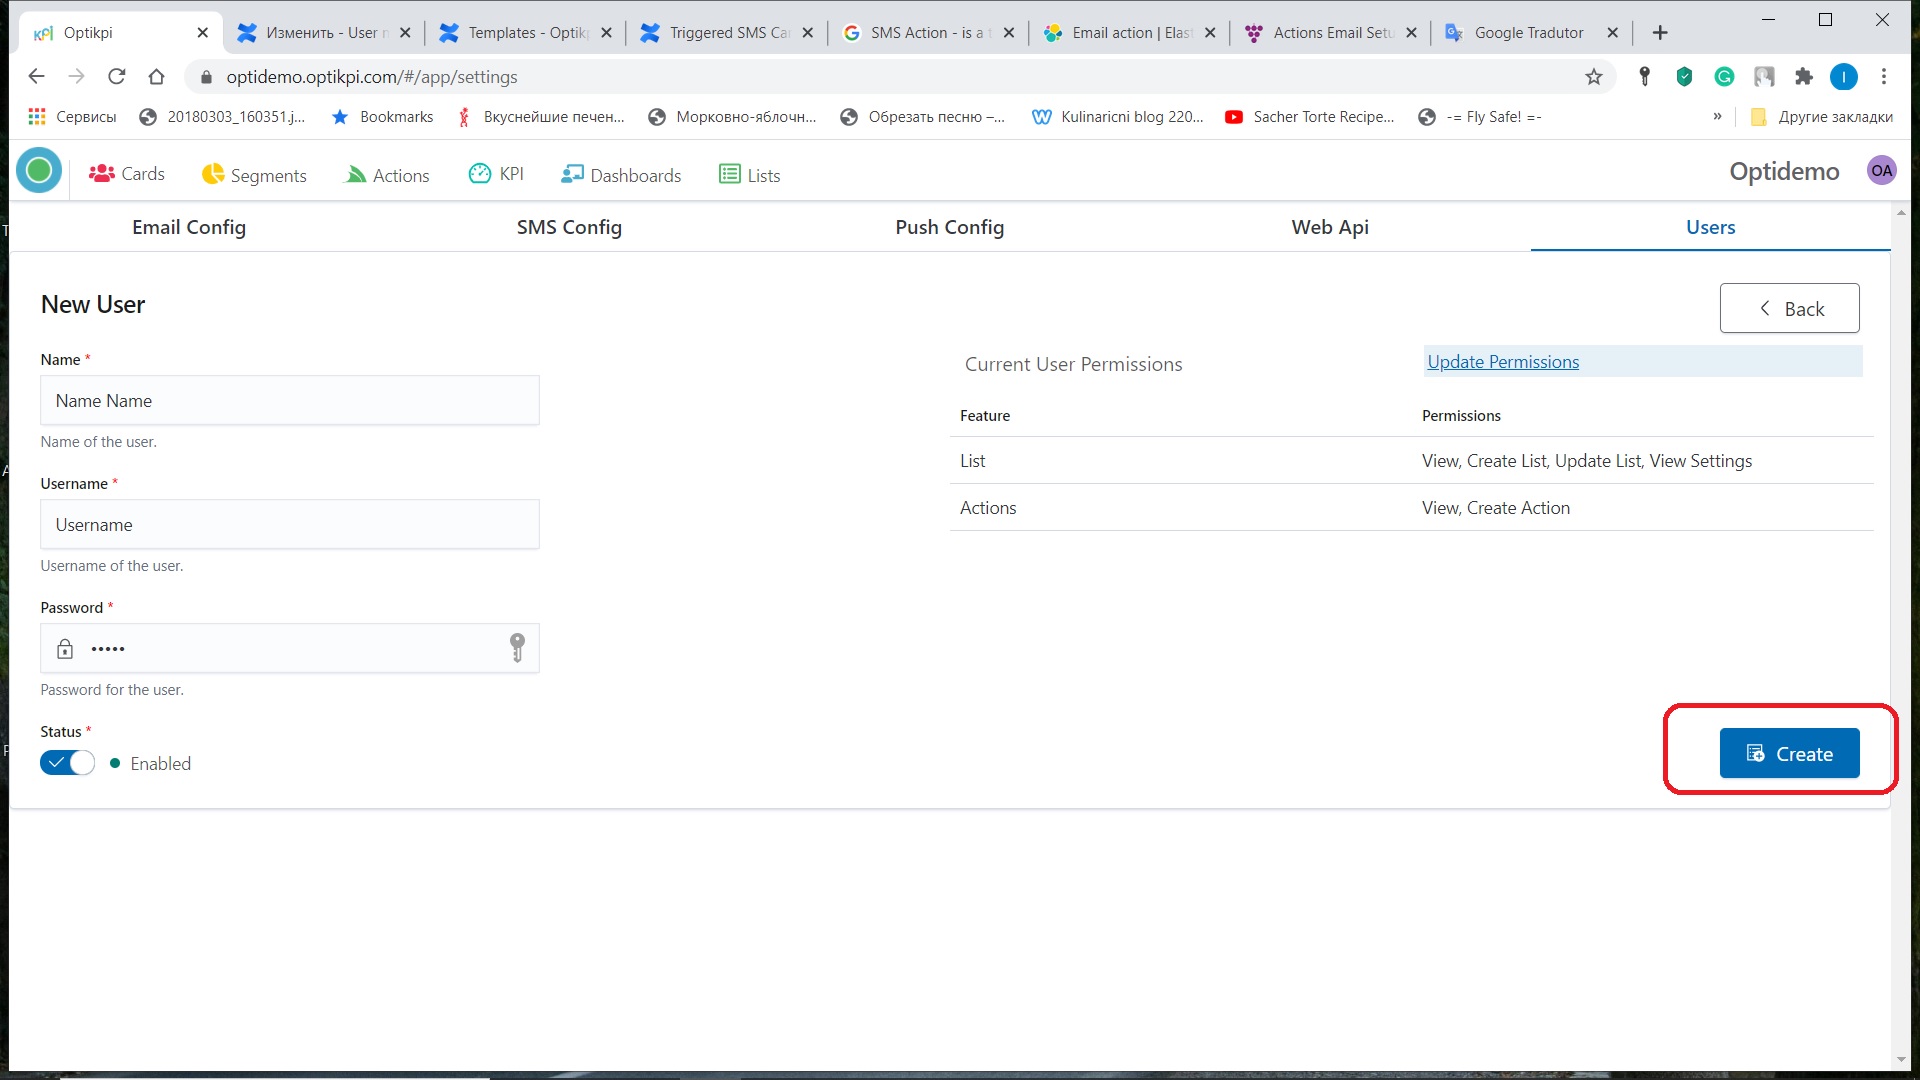 Optikpi
Изменить - User n
Templates - Optikp
Triggered SMS Car
SMS Action - is a t
Email action | Elast
Actions Email Setu
Google Tradutor
optidemo.optikpi.com/#/app/settings
I
Сервисы
20180303_160351.j...
Bookmarks
Вкуснейшие печен...
Морковно-яблочн...
Обрезать песню –...
Kulinaricni blog 220...
Sacher Torte Recipe...
-= Fly Safe! =-
»
Другие закладки
Cards
Segments
Actions
KPI
Dashboards
Lists
Optidemo
OA
Email Config
SMS Config
Push Config
Web Api
Users
New User
Back
Name *
Current User Permissions
Update Permissions
Name Name
Feature
Permissions
Name of the user.
List
View, Create List, Update List, View Settings
Username *
Actions
View, Create Action
Username
Username of the user.
Password *
•••••
Password for the user.
Status *
Enabled
Create